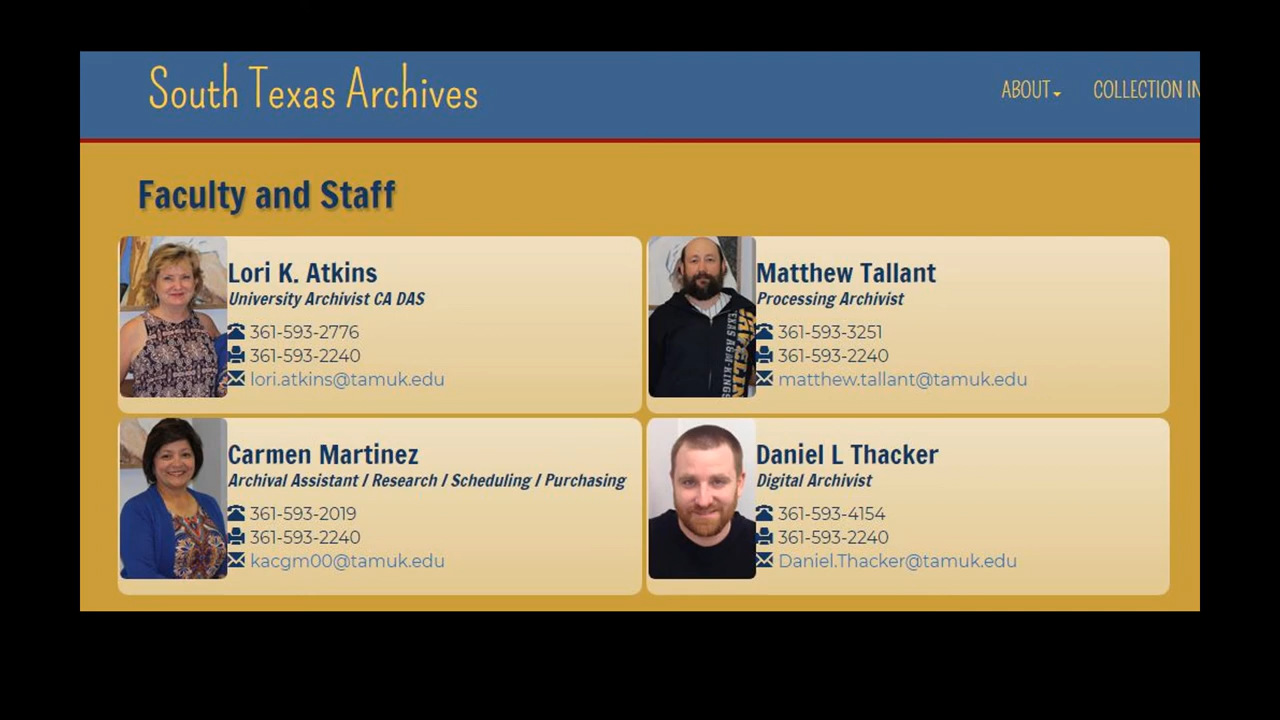 South Texas Archives
ABOUT
COLLECTION IN
Faculty and Staff
Lori K. Atkins
University Archivist CA DAS
361-593-2776
361-593-2240
lori.atkins@tamuk.edu
Matthew Tallant
Processing Archivist
361-593-3251
361-593-2240
matthew.tallant@tamuk.edu
JAVELINA
TEXAS A&M-KINGS
Carmen Martinez
Archival Assistant / Research / Scheduling / Purchasing
361-593-2019
361-593-2240
kacgm00@tamuk.edu
Daniel L Thacker
Digital Archivist
361-593-4154
361-593-2240
Daniel.Thacker@tamuk.edu